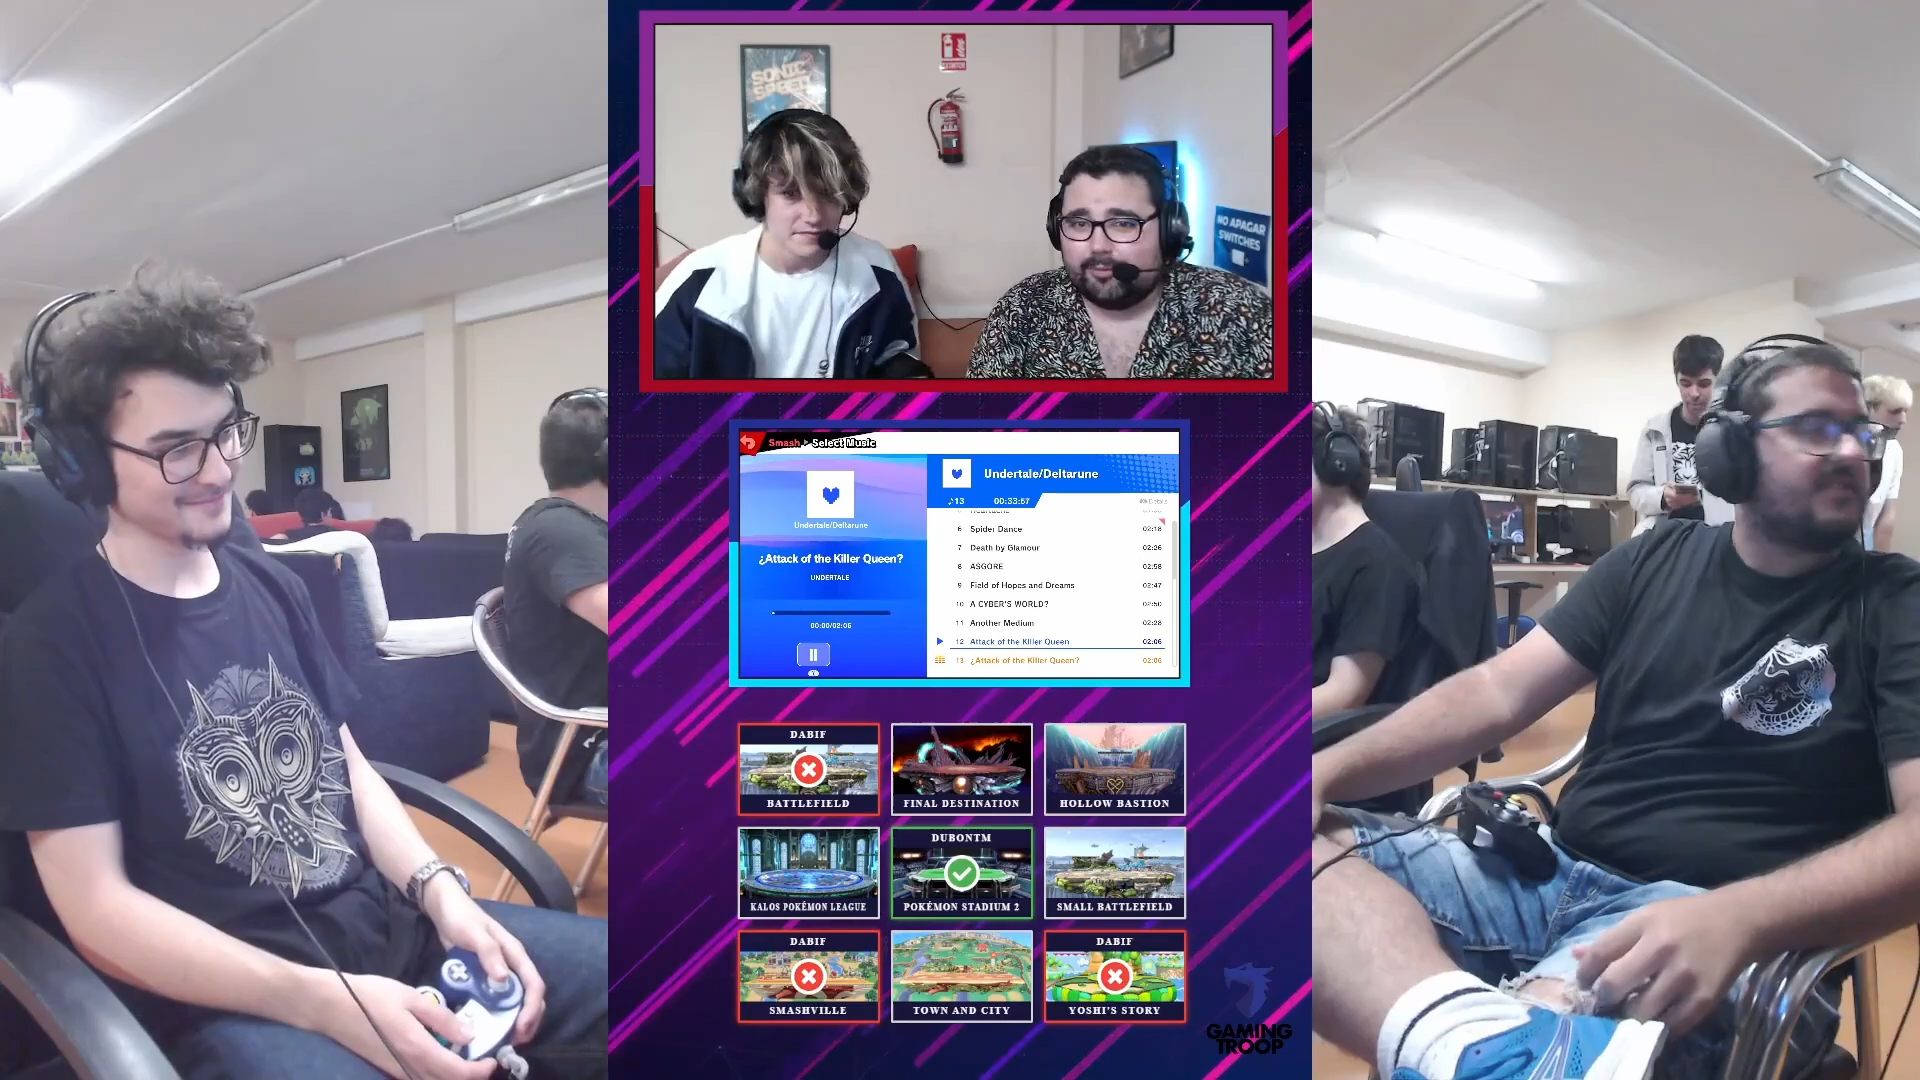 SONIC
SPEED
NO APAGAR
SWITCHES
Smash ▸ Select Music
Undertale/Deltarune
¿Attack of the Killer Queen?
UNDERTALE
00:00/02:06
Undertale/Deltarune
♪13 00:33:57
6 Spider Dance 02:18
7 Death by Glamour 02:26
8 ASGORE 02:58
9 Field of Hopes and Dreams 02:47
10 A CYBER'S WORLD? 02:50
11 Another Medium 02:28
12 Attack of the Killer Queen 02:06
13 ¿Attack of the Killer Queen? 02:06
DABIF
BATTLEFIELD
FINAL DESTINATION
HOLLOW BASTION
KALOS POKÉMON LEAGUE
DUBONTM
POKÉMON STADIUM 2
SMALL BATTLEFIELD
DABIF
SMASHVILLE
TOWN AND CITY
DABIF
YOSHI'S STORY
GAMING
TROOP